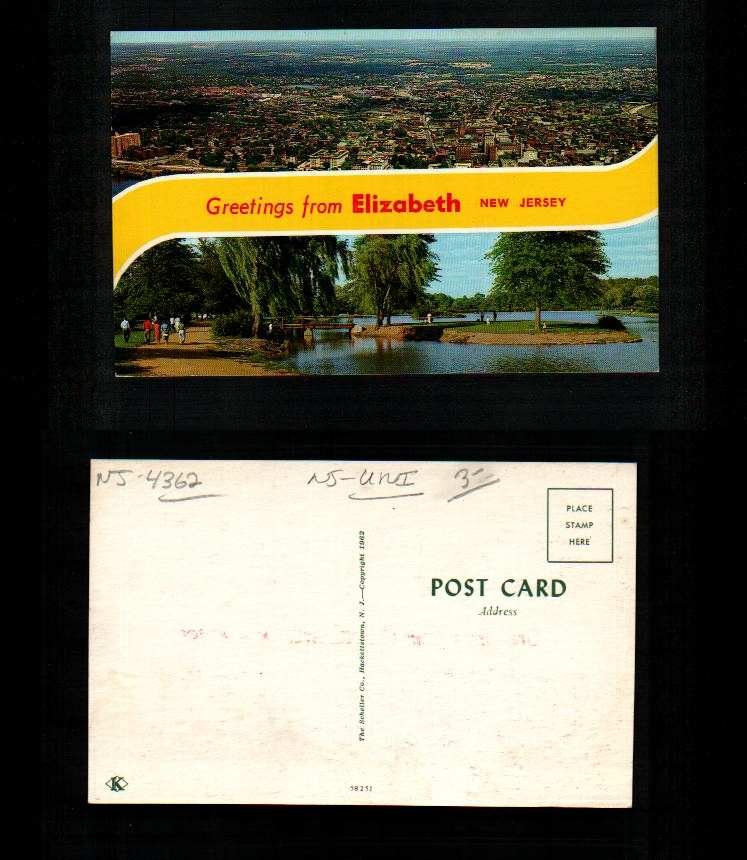 Greetings from Elizabeth NEW JERSEY
NJ-4362 NJ-UNI 3-
PLACE
STAMP
HERE
POST CARD
Address
The Scheller Co., Hackettstown, N. J.—Copyright 1962
K
58251